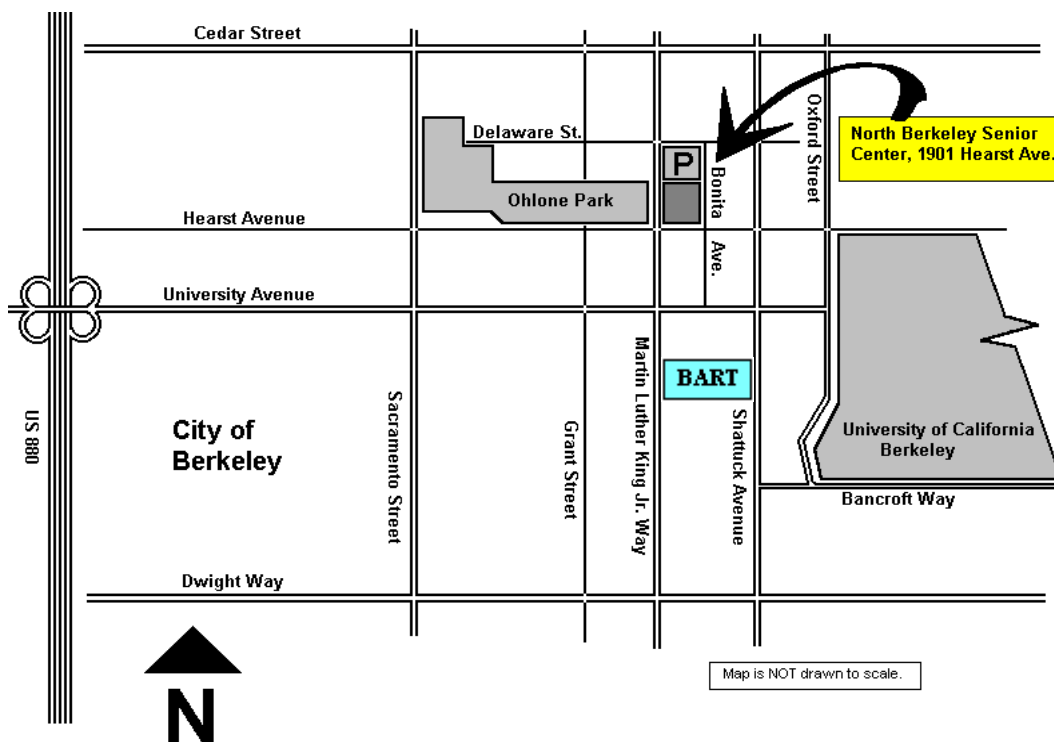 Cedar Street
Delaware St.
P
Bonita
Ave.
Oxford Street
North Berkeley Senior
Center, 1901 Hearst Ave.
Ohlone Park
Hearst Avenue
University Avenue
US 880
City of
Berkeley
Sacramento Street
Grant Street
Martin Luther King Jr. Way
BART
Shattuck Avenue
University of California
Berkeley
Bancroft Way
Dwight Way
N
Map is NOT drawn to scale.